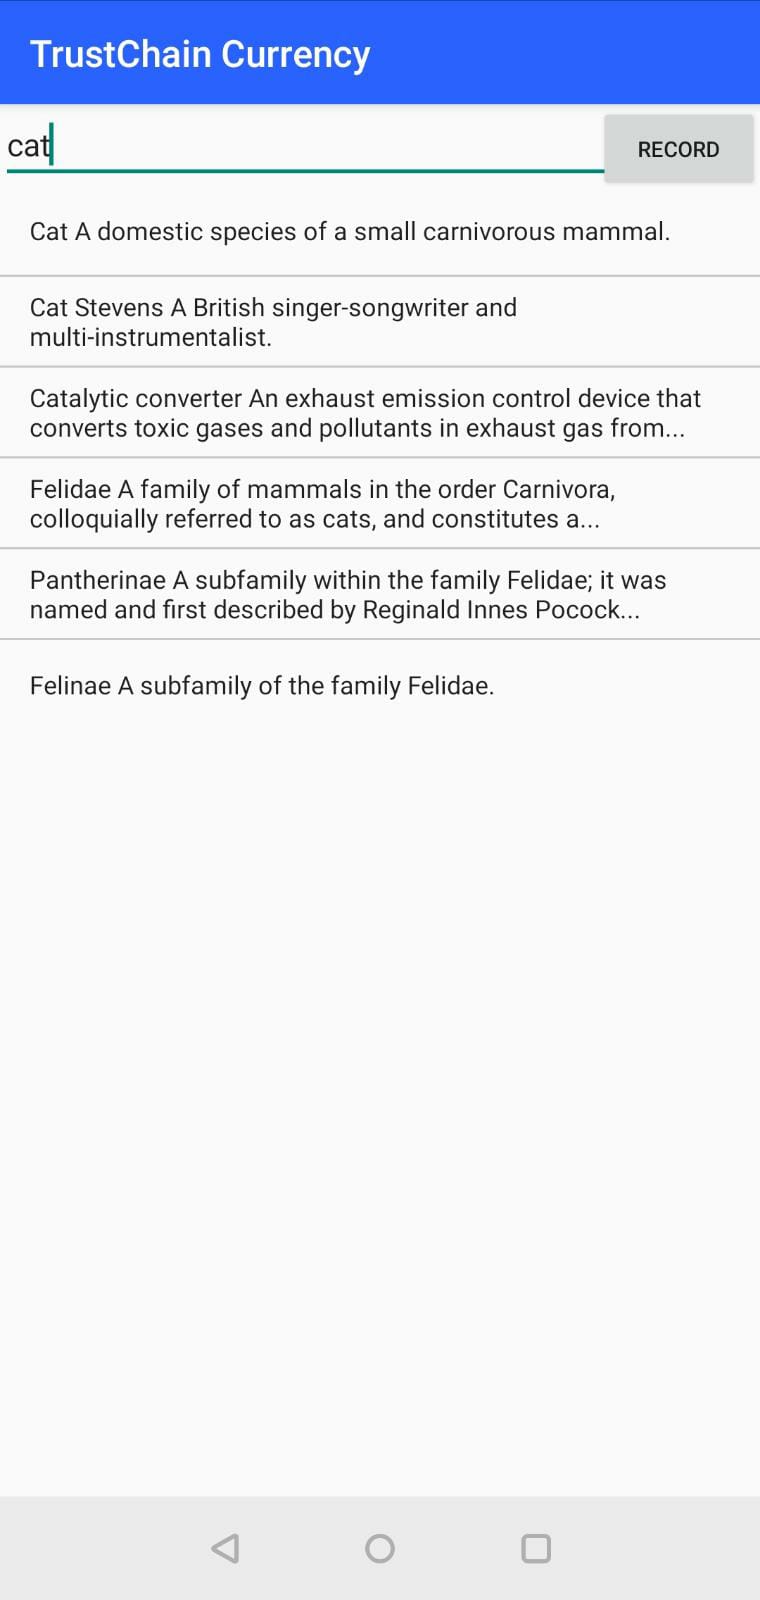 TrustChain Currency
cat
RECORD
Cat A domestic species of a small carnivorous mammal.
Cat Stevens A British singer-songwriter and
multi-instrumentalist.
Catalytic converter An exhaust emission control device that
converts toxic gases and pollutants in exhaust gas from...
Felidae A family of mammals in the order Carnivora,
colloquially referred to as cats, and constitutes a...
Pantherinae A subfamily within the family Felidae; it was
named and first described by Reginald Innes Pocock...
Felinae A subfamily of the family Felidae.